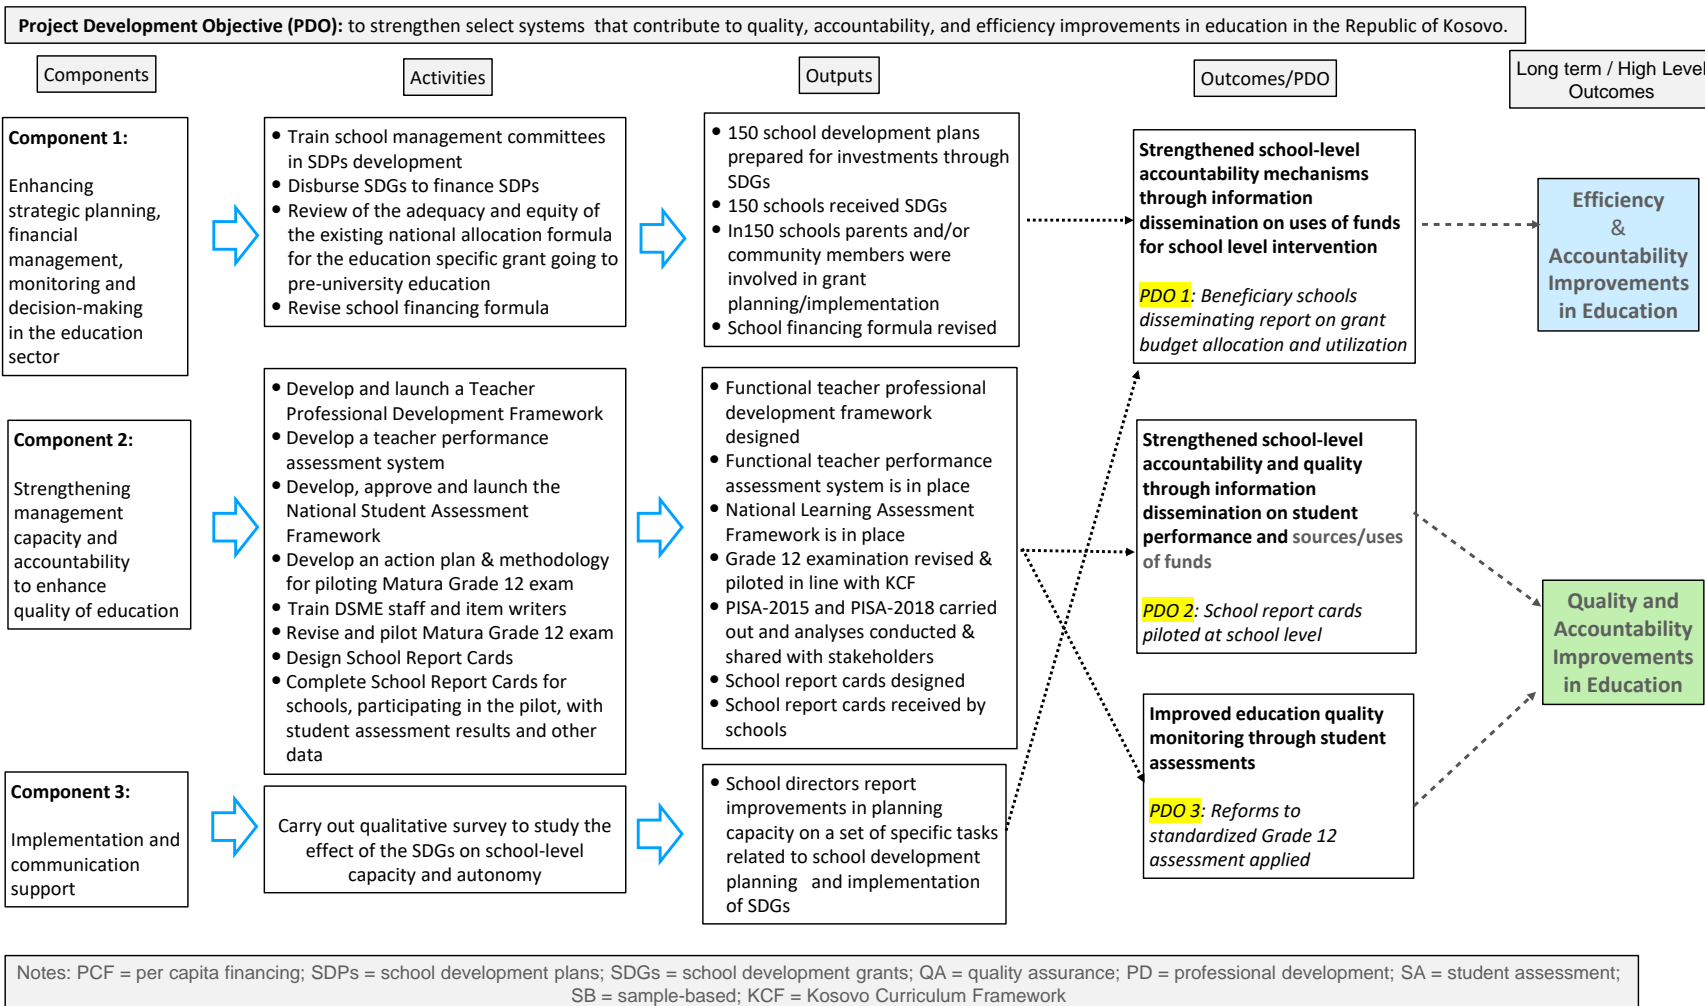 Project Development Objective (PDO): to strengthen select systems that contribute to quality, accountability, and efficiency improvements in education in the Republic of Kosovo.
Components
Activities
Outputs
Outcomes/PDO
Long term / High Level
Outcomes
Component 1:
Enhancing
strategic planning,
financial
management,
monitoring and
decision-making
in the education
sector
• Train school management committees
in SDPs development
• Disburse SDGs to finance SDPs
• Review of the adequacy and equity of
the existing national allocation formula
for the education specific grant going to
pre-university education
• Revise school financing formula
• 150 school development plans
prepared for investments through
SDGs
• 150 schools received SDGs
• In150 schools parents and/or
community members were
involved in grant
planning/implementation
• School financing formula revised
Strengthened school-level
accountability mechanisms
through information
dissemination on uses of funds
for school level intervention
PDO 1: Beneficiary schools
disseminating report on grant
budget allocation and utilization
Efficiency
&
Accountability
Improvements
in Education
Component 2:
Strengthening
management
capacity and
accountability
to enhance
quality of education
• Develop and launch a Teacher
Professional Development Framework
• Develop a teacher performance
assessment system
• Develop, approve and launch the
National Student Assessment
Framework
• Develop an action plan & methodology
for piloting Matura Grade 12 exam
• Train DSME staff and item writers
• Revise and pilot Matura Grade 12 exam
• Design School Report Cards
• Complete School Report Cards for
schools, participating in the pilot, with
student assessment results and other
data
• Functional teacher professional
development framework
designed
• Functional teacher performance
assessment system is in place
• National Learning Assessment
Framework is in place
• Grade 12 examination revised &
piloted in line with KCF
• PISA-2015 and PISA-2018 carried
out and analyses conducted &
shared with stakeholders
• School report cards designed
• School report cards received by
schools
Strengthened school-level
accountability and quality
through information
dissemination on student
performance and sources/uses
of funds
PDO 2: School report cards
piloted at school level
Quality and
Accountability
Improvements
in Education
Improved education quality
monitoring through student
assessments
PDO 3: Reforms to
standardized Grade 12
assessment applied
Component 3:
Implementation and
communication
support
Carry out qualitative survey to study the
effect of the SDGs on school-level
capacity and autonomy
• School directors report
improvements in planning
capacity on a set of specific tasks
related to school development
planning and implementation
of SDGs
Notes: PCF = per capita financing; SDPs = school development plans; SDGs = school development grants; QA = quality assurance; PD = professional development; SA = student assessment;
SB = sample-based; KCF = Kosovo Curriculum Framework